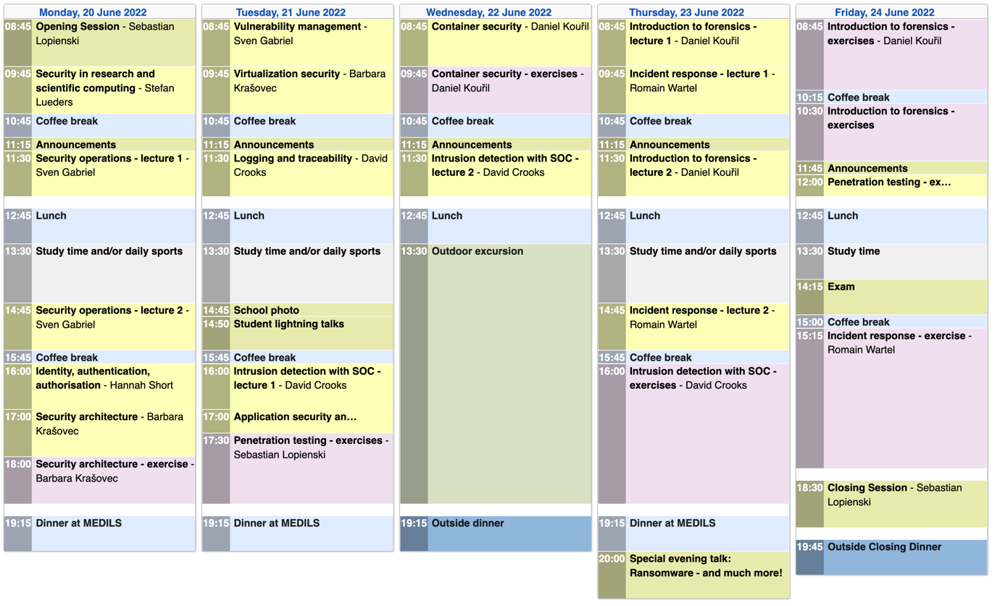 Monday, 20 June 2022
08:45 Opening Session - Sebastian
Lopienski
09:45 Security in research and
scientific computing - Stefan
Lueders
10:45 Coffee break
11:15 Announcements
11:30 Security operations - lecture 1 -
Sven Gabriel
12:45 Lunch
13:30 Study time and/or daily sports
14:45 Security operations - lecture 2 -
Sven Gabriel
15:45 Coffee break
16:00 Identity, authentication,
authorisation - Hannah Short
17:00 Security architecture - Barbara
Krašovec
18:00 Security architecture - exercise -
Barbara Krašovec
19:15 Dinner at MEDILS
Tuesday, 21 June 2022
08:45 Vulnerability management -
Sven Gabriel
09:45 Virtualization security - Barbara
Krašovec
10:45 Coffee break
11:15 Announcements
11:30 Logging and traceability - David
Crooks
12:45 Lunch
13:30 Study time and/or daily sports
14:45 School photo
14:50 Student lightning talks
15:45 Coffee break
16:00 Intrusion detection with SOC -
lecture 1 - David Crooks
17:00 Application security an...
17:30 Penetration testing - exercises -
Sebastian Lopienski
19:15 Dinner at MEDILS
Wednesday, 22 June 2022
08:45 Container security - Daniel Kouřil
09:45 Container security - exercises -
Daniel Kouřil
10:45 Coffee break
11:15 Announcements
11:30 Intrusion detection with SOC -
lecture 2 - David Crooks
12:45 Lunch
13:30 Outdoor excursion
19:15 Outside dinner
Thursday, 23 June 2022
08:45 Introduction to forensics -
lecture 1 - Daniel Kouřil
09:45 Incident response - lecture 1 -
Romain Wartel
10:45 Coffee break
11:15 Announcements
11:30 Introduction to forensics -
lecture 2 - Daniel Kouřil
12:45 Lunch
13:30 Study time and/or daily sports
14:45 Incident response - lecture 2 -
Romain Wartel
15:45 Coffee break
16:00 Intrusion detection with SOC -
exercises - David Crooks
19:15 Dinner at MEDILS
20:00 Special evening talk:
Ransomware - and much more!
Friday, 24 June 2022
08:45 Introduction to forensics -
exercises - Daniel Kouřil
10:15 Coffee break
10:30 Introduction to forensics -
exercises
11:45 Announcements
12:00 Penetration testing - ex...
12:45 Lunch
13:30 Study time
14:15 Exam
15:00 Coffee break
15:15 Incident response - exercise -
Romain Wartel
18:30 Closing Session - Sebastian
Lopienski
19:45 Outside Closing Dinner